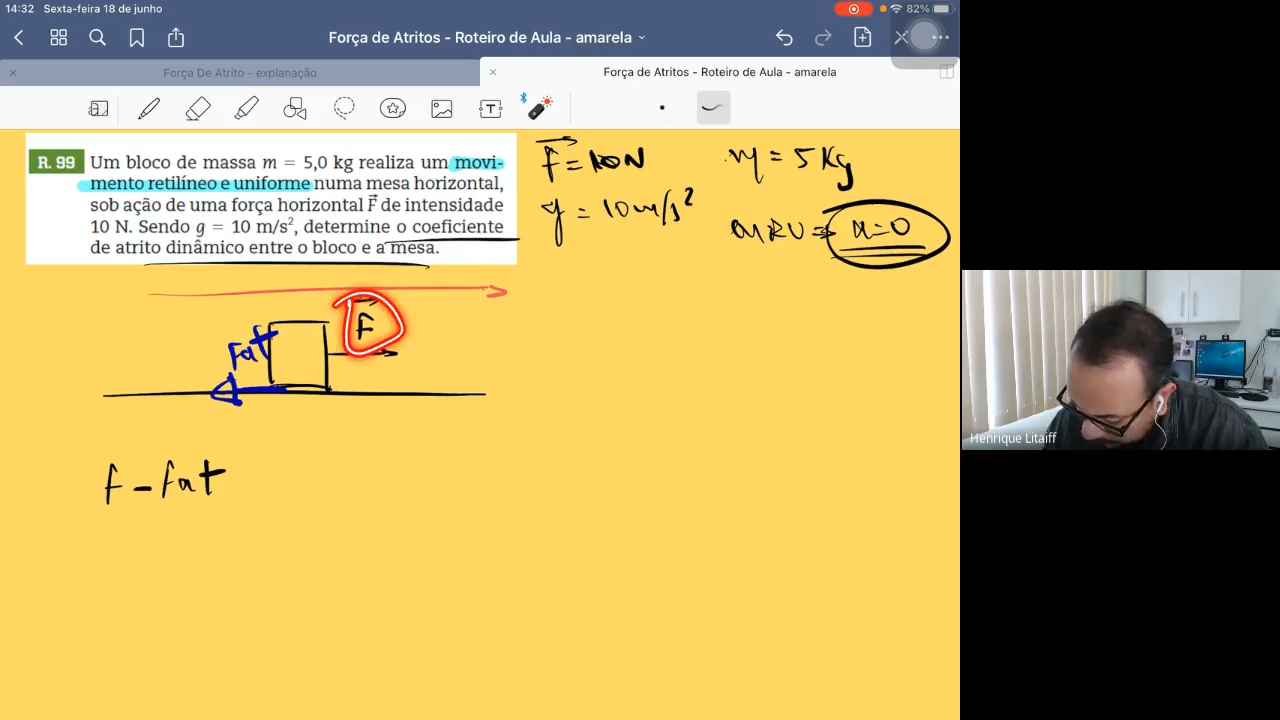 14:32 Sexta-feira 18 de junho
82%
Força de Atritos - Roteiro de Aula - amarela
Força De Atrito - explanação
Força de Atritos - Roteiro de Aula - amarela
R. 99 Um bloco de massa m = 5,0 kg realiza um movi-
mento retilíneo e uniforme numa mesa horizontal,
sob ação de uma força horizontal F⃗ de intensidade
10 N. Sendo g = 10 m/s², determine o coeficiente
de atrito dinâmico entre o bloco e a mesa.
F⃗ = 10N
m = 5 Kg
g = 10 m/s²
MRU ⇒ a=0
F⃗
Fat
F - Fat
Henrique Litaiff